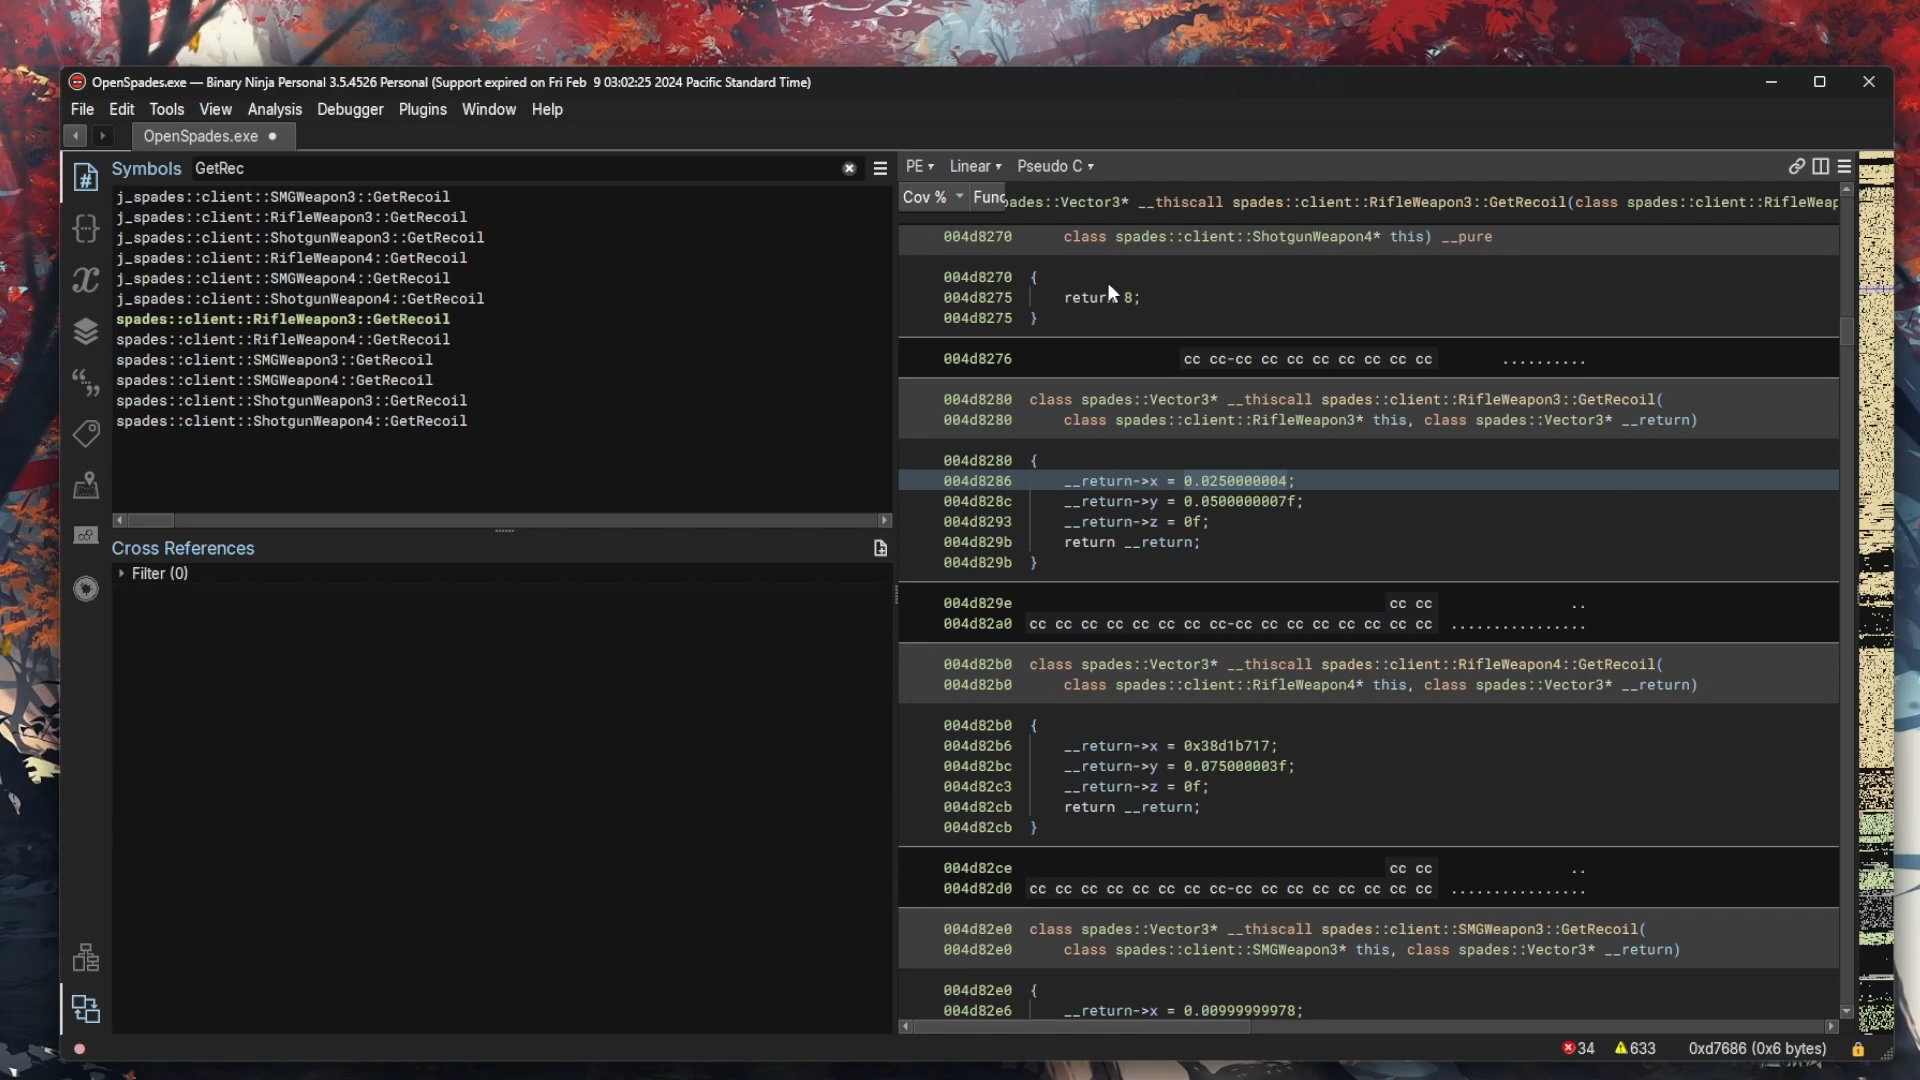 OpenSpades.exe — Binary Ninja Personal 3.5.4526 Personal (Support expired on Fri Feb  9 03:02:25 2024 Pacific Standard Time)
File Edit Tools View Analysis Debugger Plugins Window Help
OpenSpades.exe
Symbols GetRec
j_spades::client::SMGWeapon3::GetRecoil
j_spades::client::RifleWeapon3::GetRecoil
j_spades::client::ShotgunWeapon3::GetRecoil
j_spades::client::RifleWeapon4::GetRecoil
j_spades::client::SMGWeapon4::GetRecoil
j_spades::client::ShotgunWeapon4::GetRecoil
spades::client::RifleWeapon3::GetRecoil
spades::client::RifleWeapon4::GetRecoil
spades::client::SMGWeapon3::GetRecoil
spades::client::SMGWeapon4::GetRecoil
spades::client::ShotgunWeapon3::GetRecoil
spades::client::ShotgunWeapon4::GetRecoil
Cross References
Filter (0)
PE Linear Pseudo C
Cov % Func
ades::Vector3* __thiscall spades::client::RifleWeapon3::GetRecoil(class spades::client::RifleWeap
004d8270 class spades::client::ShotgunWeapon4* this) __pure
004d8270 {
004d8275 return 8;
004d8275 }
004d8276 cc cc-cc cc cc cc cc cc cc cc ..........
004d8280 class spades::Vector3* __thiscall spades::client::RifleWeapon3::GetRecoil(
004d8280 class spades::client::RifleWeapon3* this, class spades::Vector3* __return)
004d8280 {
004d8286 __return->x = 0.0250000004;
004d828c __return->y = 0.0500000007f;
004d8293 __return->z = 0f;
004d829b return __return;
004d829b }
004d829e cc cc ..
004d82a0 cc cc cc cc cc cc cc cc-cc cc cc cc cc cc cc cc ................
004d82b0 class spades::Vector3* __thiscall spades::client::RifleWeapon4::GetRecoil(
004d82b0 class spades::client::RifleWeapon4* this, class spades::Vector3* __return)
004d82b0 {
004d82b6 __return->x = 0x38d1b717;
004d82bc __return->y = 0.075000003f;
004d82c3 __return->z = 0f;
004d82cb return __return;
004d82cb }
004d82ce cc cc ..
004d82d0 cc cc cc cc cc cc cc cc-cc cc cc cc cc cc cc cc ................
004d82e0 class spades::Vector3* __thiscall spades::client::SMGWeapon3::GetRecoil(
004d82e0 class spades::client::SMGWeapon3* this, class spades::Vector3* __return)
004d82e0 {
004d82e6 __return->x = 0.00999999978;
34 633 0xd7686 (0x6 bytes)